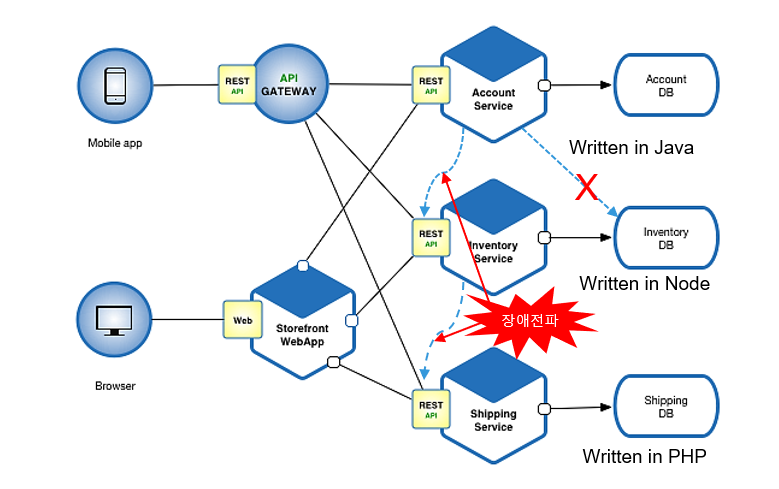 REST
API
API
GATEWAY
REST
API
Account
Service
Account
DB
Mobile app
Written in Java
X
REST
API
Inventory
Service
Inventory
DB
Written in Node
Web
Storefront
WebApp
장애전파
Browser
REST
API
Shipping
Service
Shipping
DB
Written in PHP